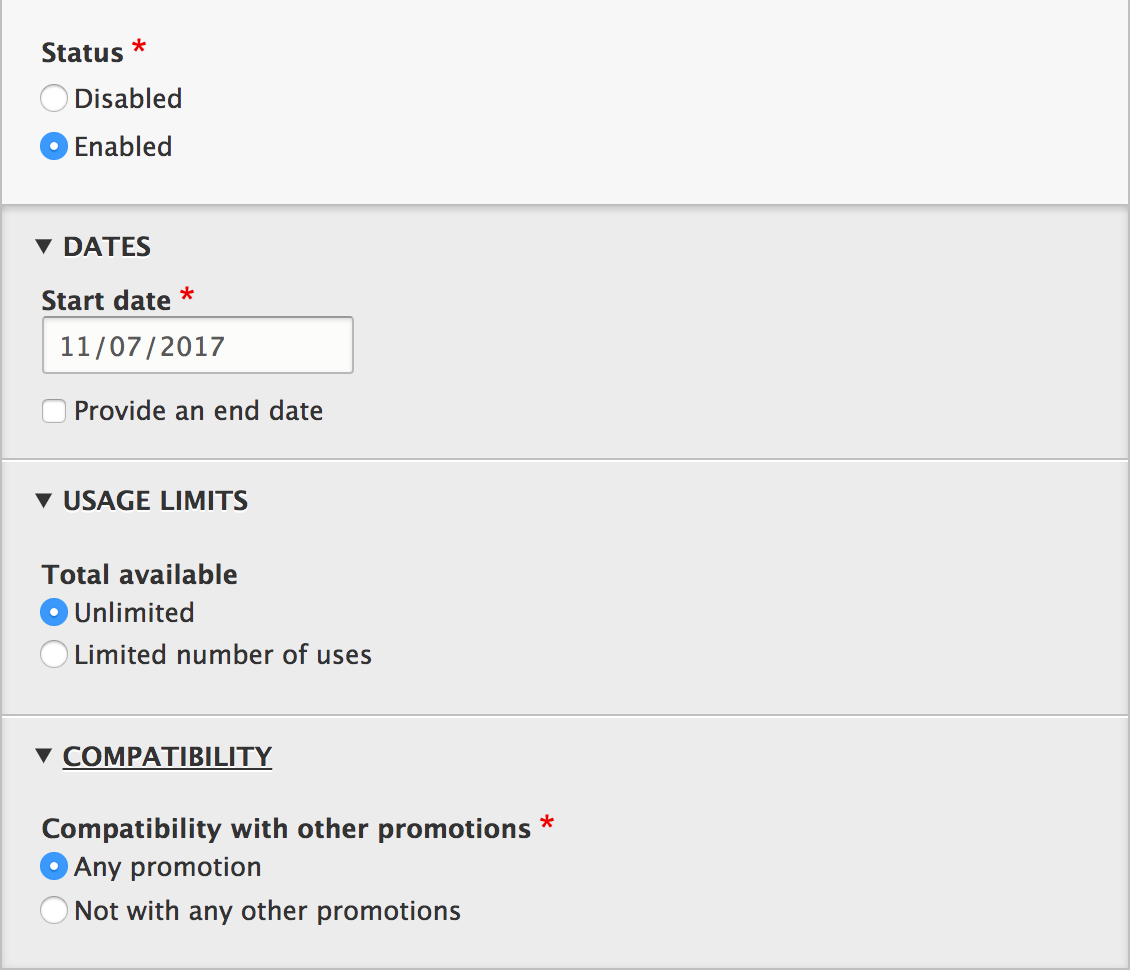 Status *
Disabled
Enabled
DATES
Start date *
11/07/2017
Provide an end date
USAGE LIMITS
Total available
Unlimited
Limited number of uses
COMPATIBILITY
Compatibility with other promotions *
Any promotion
Not with any other promotions